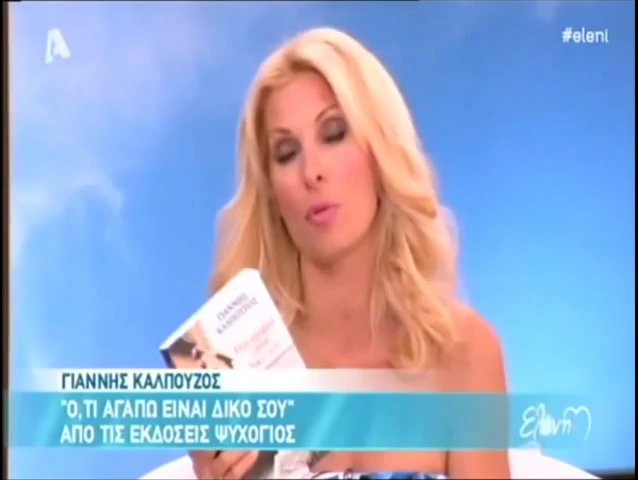 #eleni
ΓΙΑΝΝΗΣ
ΚΑΛΠΟΥΖΟΣ
ΓΙΑΝΝΗΣ ΚΑΛΠΟΥΖΟΣ
"Ο,ΤΙ ΑΓΑΠΩ ΕΙΝΑΙ ΔΙΚΟ ΣΟΥ"
ΑΠΟ ΤΙΣ ΕΚΔΟΣΕΙΣ ΨΥΧΟΓΙΟΣ
Ελένη